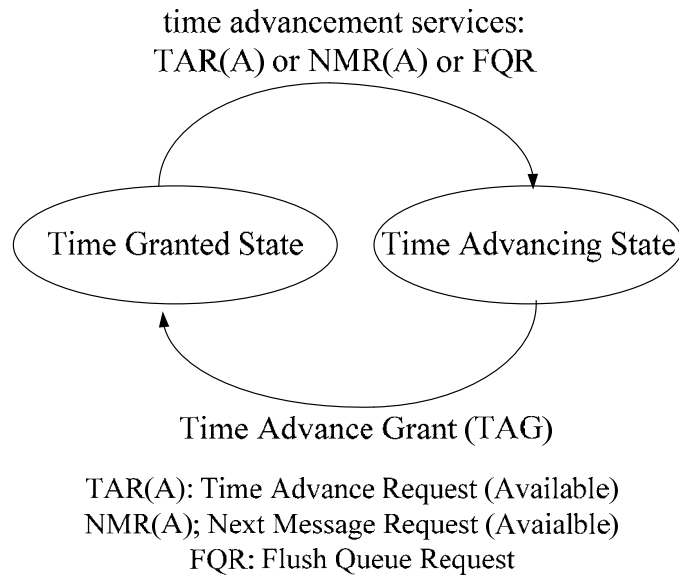 time advancement services:
TAR(A) or NMR(A) or FQR
Time Granted State
Time Advancing State
Time Advance Grant (TAG)
TAR(A): Time Advance Request (Available)
NMR(A); Next Message Request (Avaialble)
FQR: Flush Queue Request